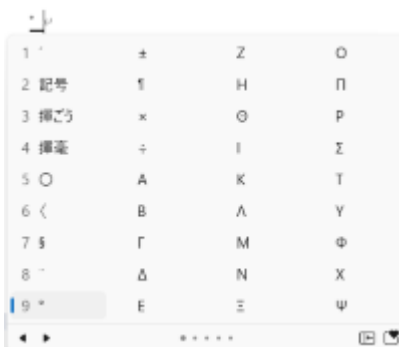 °
1 ´ ± Ζ Ο
2 記号 ¶ Η Π
3 揮ごう × Θ Ρ
4 揮毫 ÷ Ι Σ
5 〇 Α Κ Τ
6 〈 Β Λ Υ
7 § Γ Μ Φ
8 ¨ Δ Ν Χ
9 ° Ε Ξ Ψ